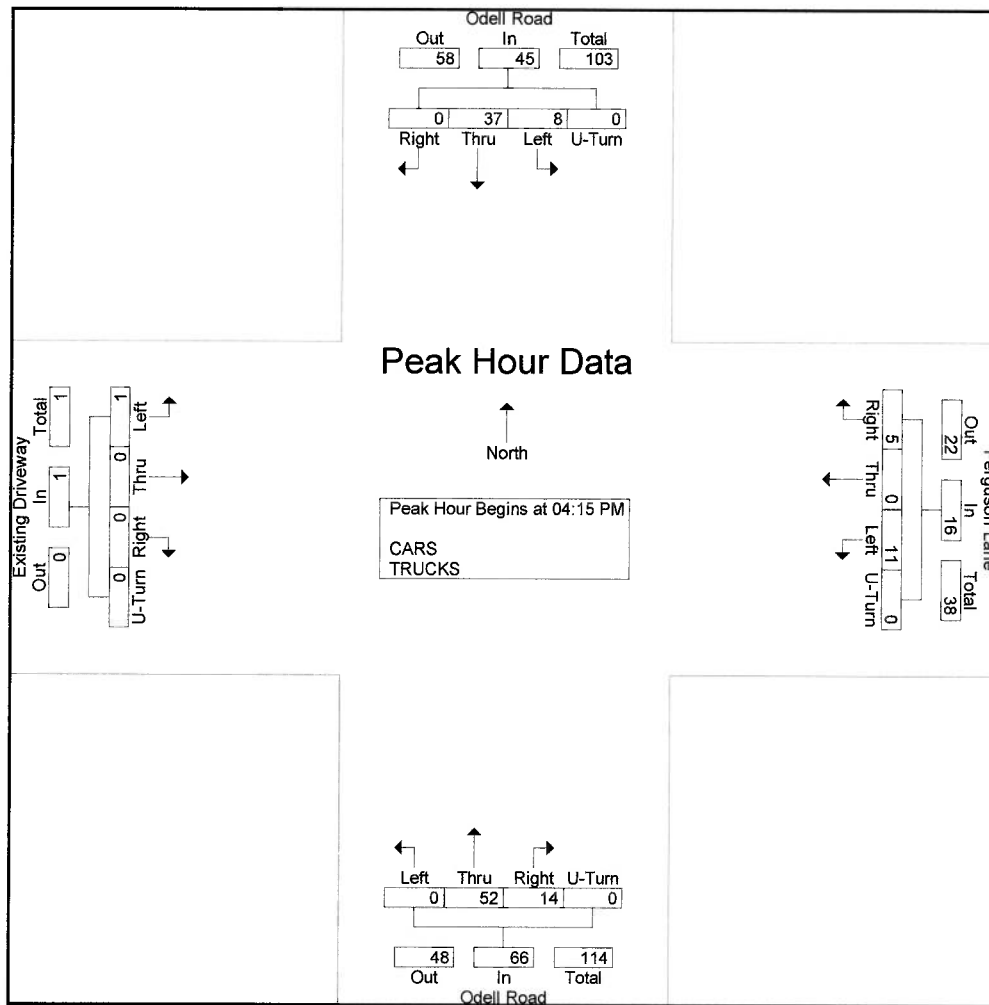 Odell Road
Out In Total
58 45 103
0 37 8 0
Right Thru Left U-Turn
Peak Hour Data
North
Peak Hour Begins at 04:15 PM
CARS
TRUCKS
Existing Driveway
Out In Total
0 1 1
1 0 0 0
Left Thru Right U-Turn
Right Thru Left U-Turn
5 0 11 0
Out In Total
22 16 38
Ferguson Lane
Left Thru Right U-Turn
0 52 14 0
48 66 114
Out In Total
Odell Road